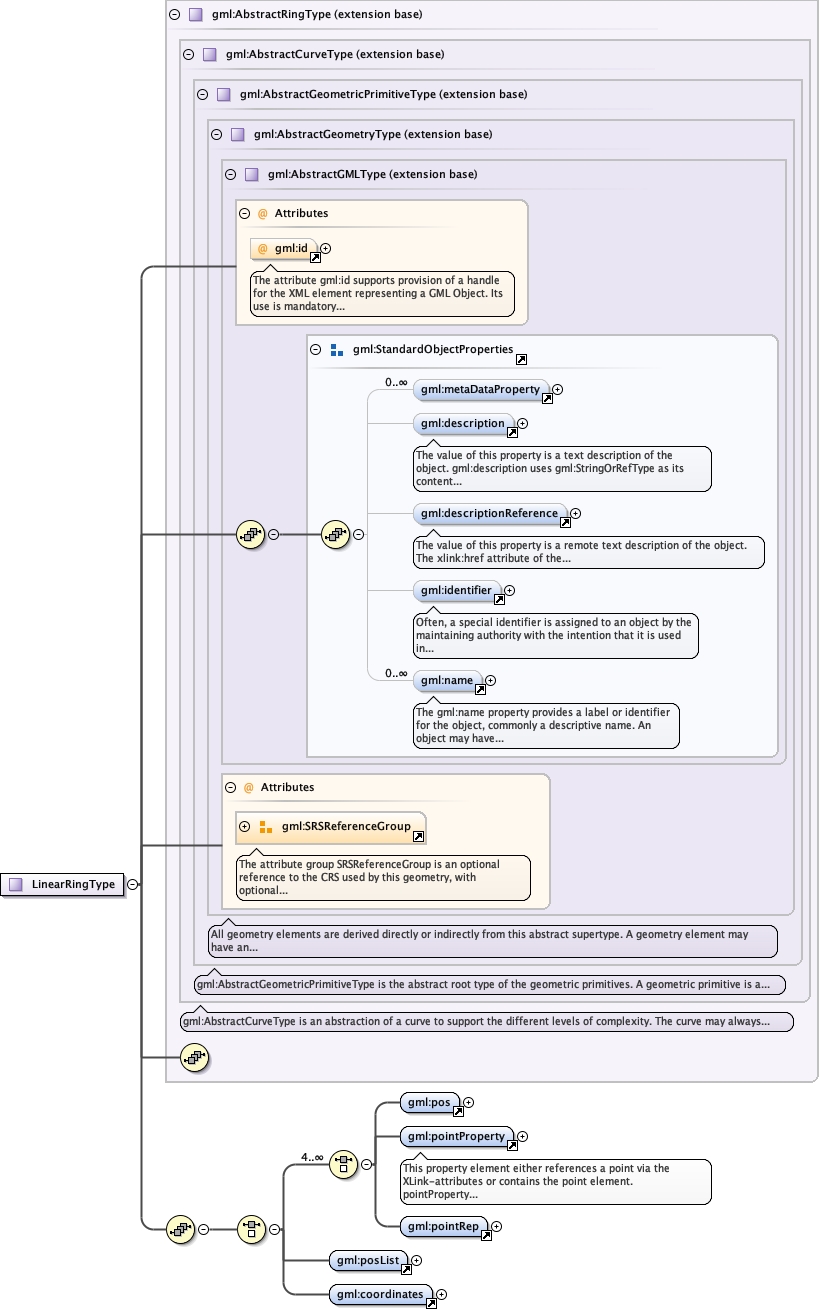 gml:AbstractRingType (extension base)
gml:AbstractCurveType (extension base)
gml:AbstractGeometricPrimitiveType (extension base)
gml:AbstractGeometryType (extension base)
gml:AbstractGMLType (extension base)
@ Attributes
@ gml:id
The attribute gml:id supports provision of a handle
for the XML element representing a GML Object. Its
use is mandatory...
gml:StandardObjectProperties
0..∞
gml:metaDataProperty
gml:description
The value of this property is a text description of the
object. gml:description uses gml:StringOrRefType as its
content...
gml:descriptionReference
The value of this property is a remote text description of the object.
The xlink:href attribute of the...
gml:identifier
Often, a special identifier is assigned to an object by the
maintaining authority with the intention that it is used
in...
0..∞
gml:name
The gml:name property provides a label or identifier
for the object, commonly a descriptive name. An
object may have...
@ Attributes
gml:SRSReferenceGroup
The attribute group SRSReferenceGroup is an optional
reference to the CRS used by this geometry, with
optional...
LinearRingType
All geometry elements are derived directly or indirectly from this abstract supertype. A geometry element may
have an...
gml:AbstractGeometricPrimitiveType is the abstract root type of the geometric primitives. A geometric primitive is a...
gml:AbstractCurveType is an abstraction of a curve to support the different levels of complexity. The curve may always...
gml:pos
gml:pointProperty
4..∞
This property element either references a point via the
XLink-attributes or contains the point element.
pointProperty...
gml:pointRep
gml:posList
gml:coordinates